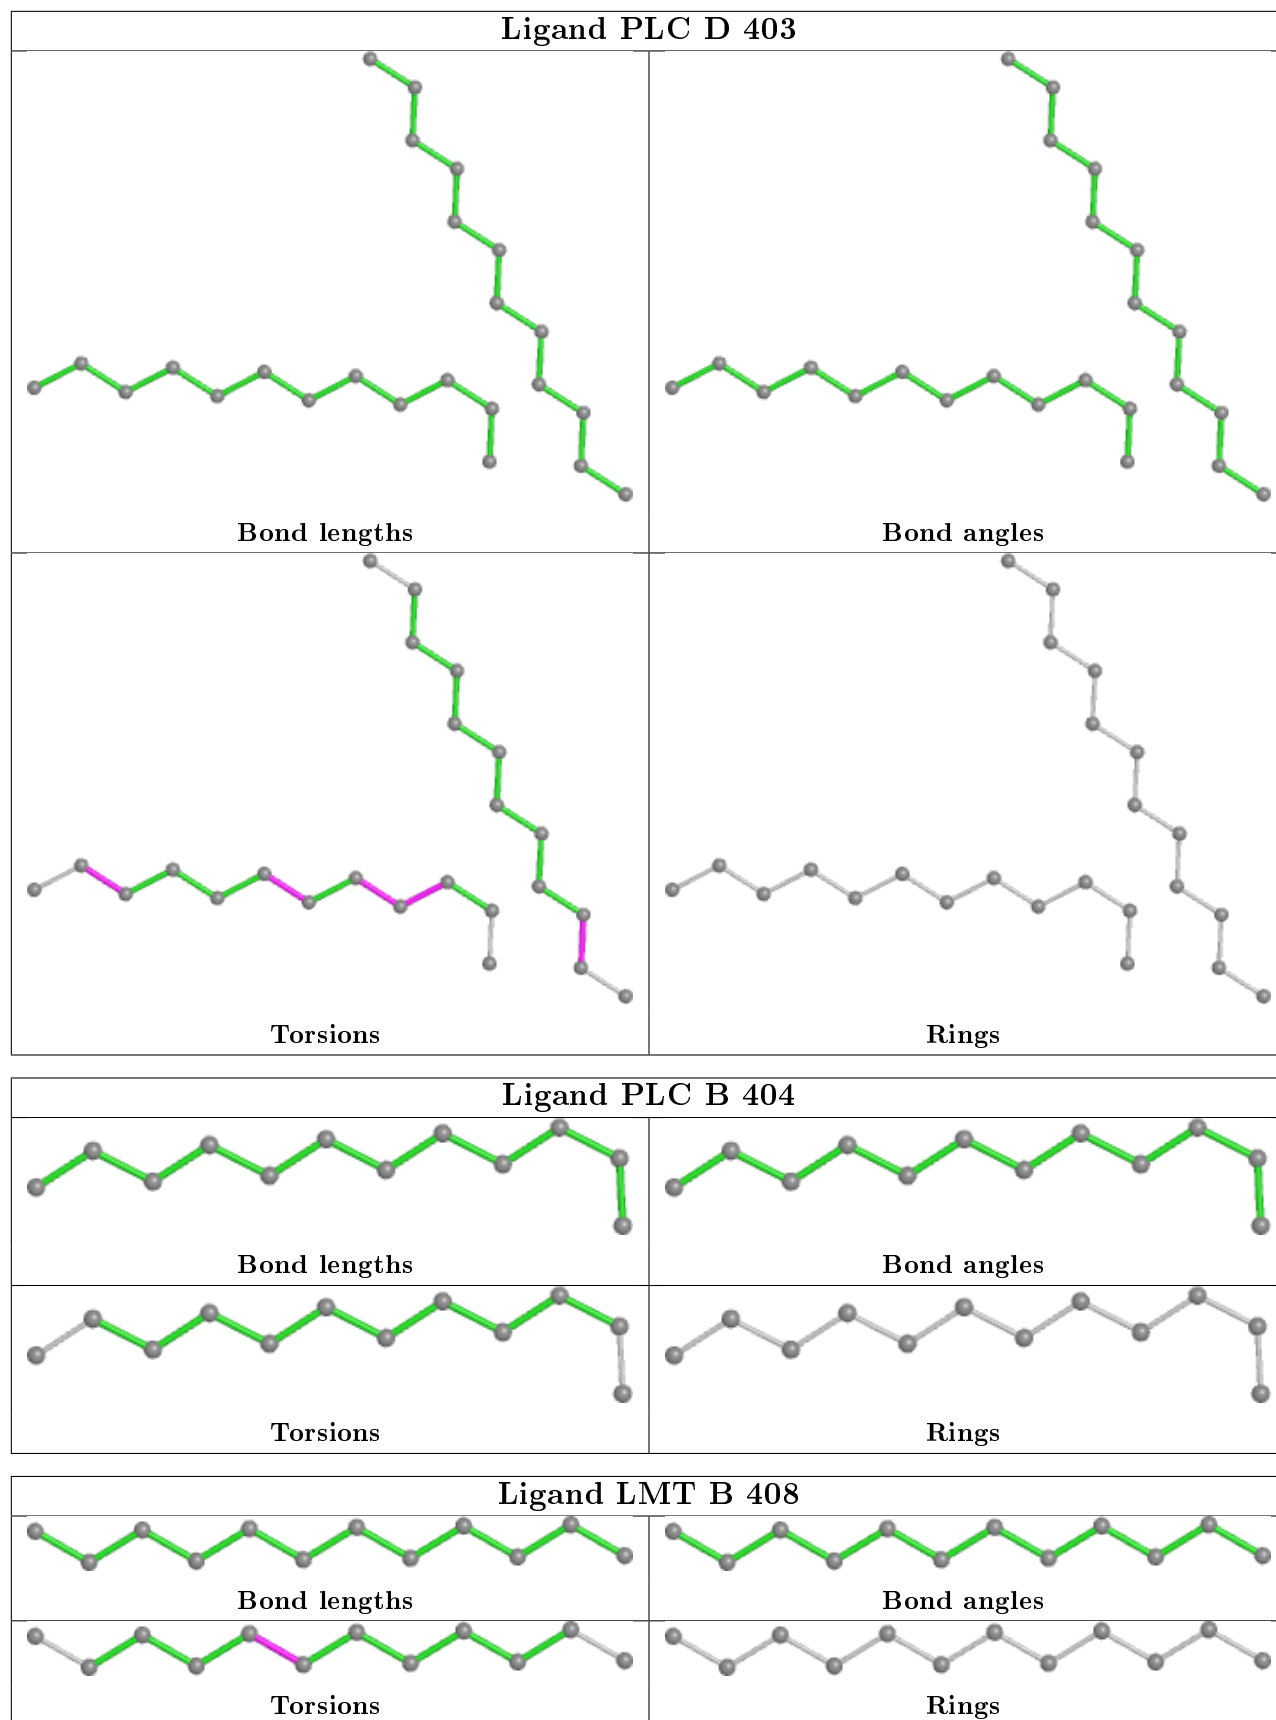 Ligand PLC D 403
Bond lengths
Bond angles
Torsions
Rings
Ligand PLC B 404
Bond lengths
Bond angles
Torsions
Rings
Ligand LMT B 408
Bond lengths
Bond angles
Torsions
Rings